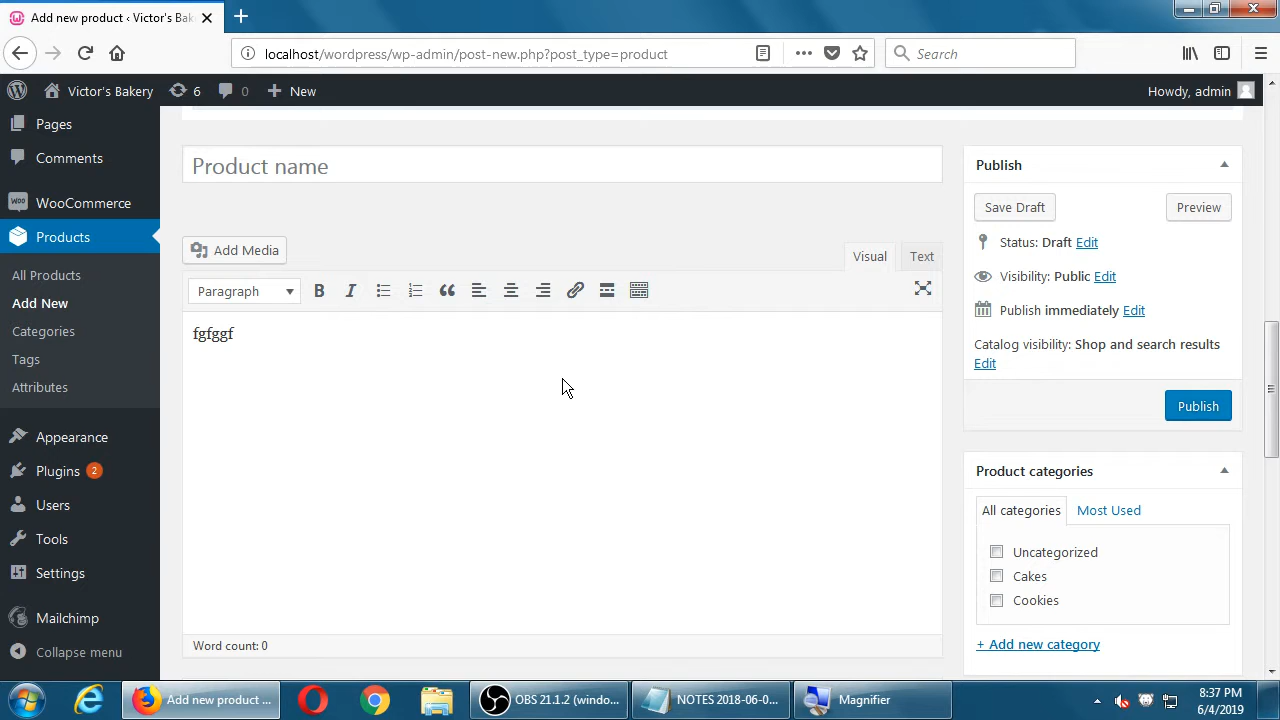 Add new product ‹ Victor's Bak
localhost/wordpress/wp-admin/post-new.php?post_type=product
Search
Victor's Bakery
6
0
New
Howdy, admin
Pages
Comments
WooCommerce
Products
All Products
Add New
Categories
Tags
Attributes
Appearance
Plugins 2
Users
Tools
Settings
Mailchimp
Collapse menu
Product name
Add Media
Visual
Text
Paragraph
fgfggf
Word count: 0
Publish
Save Draft
Preview
Status: Draft Edit
Visibility: Public Edit
Publish immediately Edit
Catalog visibility: Shop and search results
Edit
Publish
Product categories
All categories
Most Used
Uncategorized
Cakes
Cookies
+ Add new category
Add new product ...
OBS 21.1.2 (windo...
NOTES 2018-06-0...
Magnifier
8:37 PM
6/4/2019